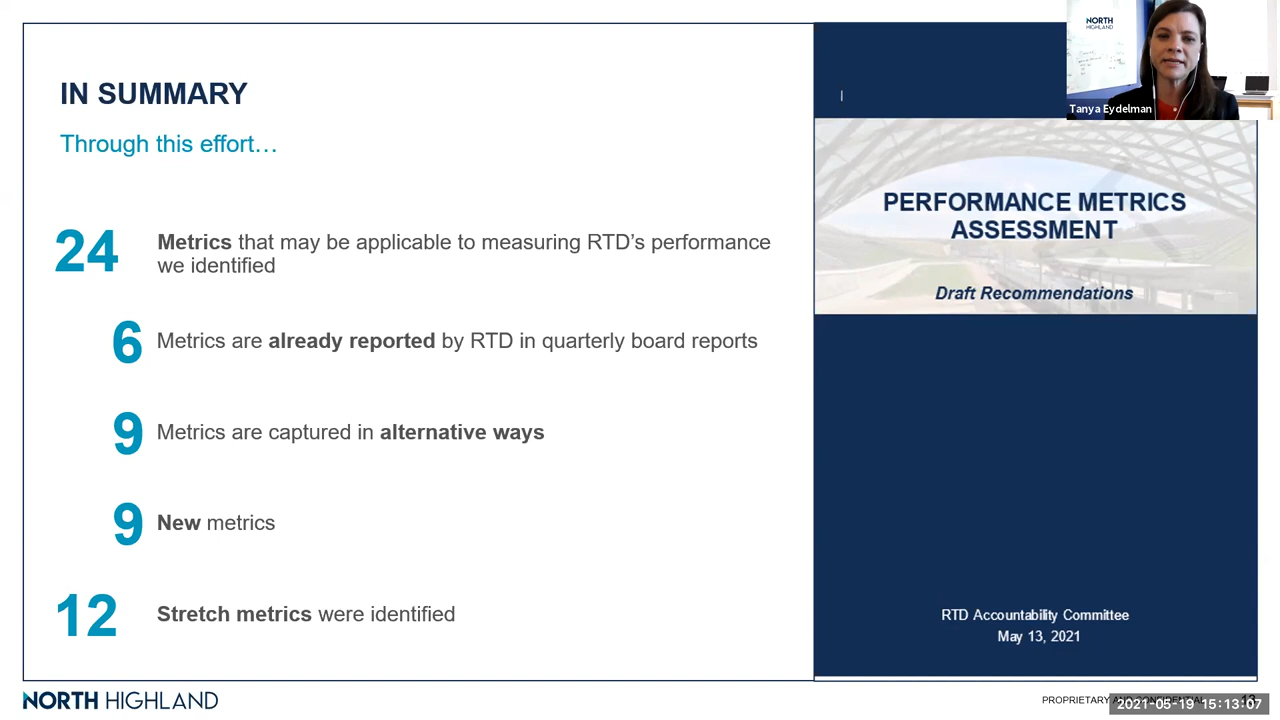 IN SUMMARY
Through this effort…
24
Metrics that may be applicable to measuring RTD's performance
we identified
6
Metrics are already reported by RTD in quarterly board reports
9
Metrics are captured in alternative ways
9
New metrics
12
Stretch metrics were identified
NORTH HIGHLAND
PERFORMANCE METRICS
ASSESSMENT
Draft Recommendations
RTD Accountability Committee
May 13, 2021
NORTH
HIGHLAND
Tanya Eydelman
PROPRIETARY AND CONFIDENTIAL
2021-05-19 15:13:07